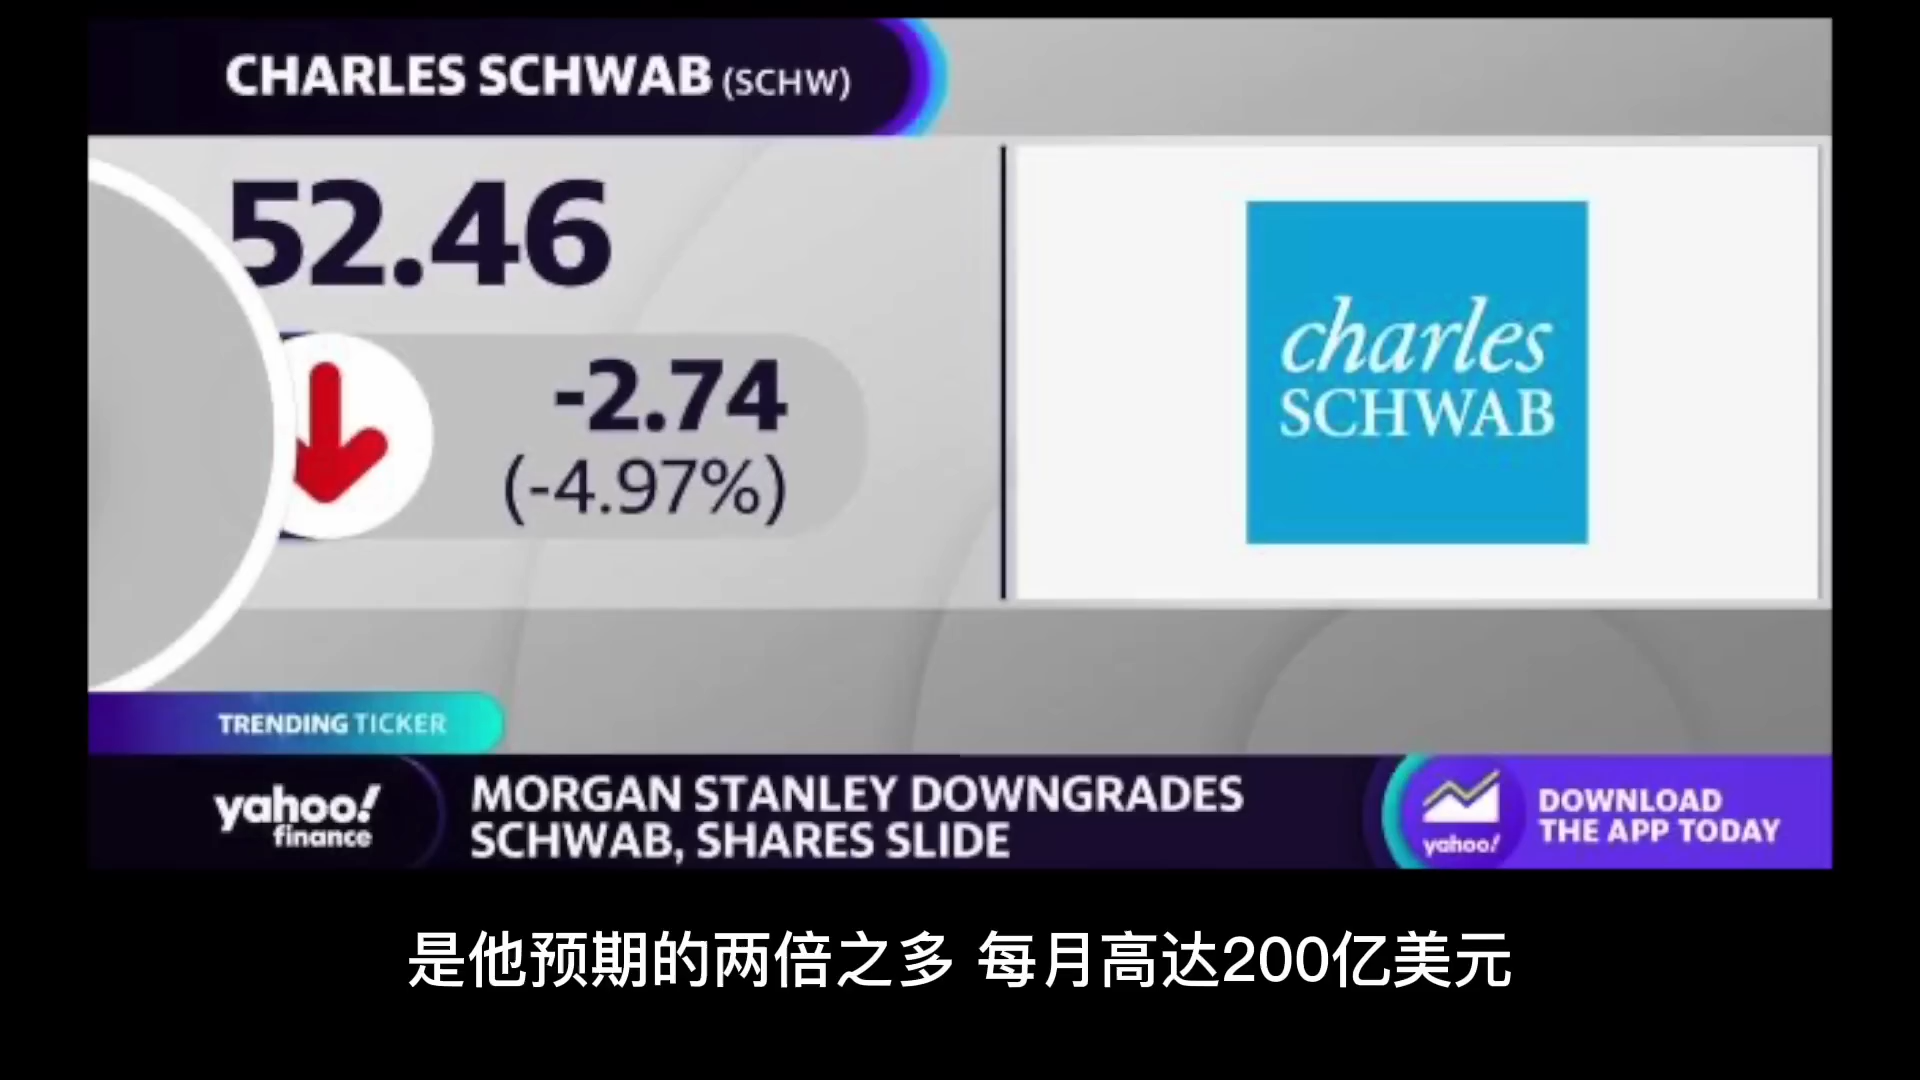 CHARLES SCHWAB (SCHW)
52.46
-2.74
(-4.97%)
charles
SCHWAB
TRENDING TICKER
yahoo!
finance
MORGAN STANLEY DOWNGRADES
SCHWAB, SHARES SLIDE
yahoo!
DOWNLOAD
THE APP TODAY
是他预期的两倍之多 每月高达200亿美元